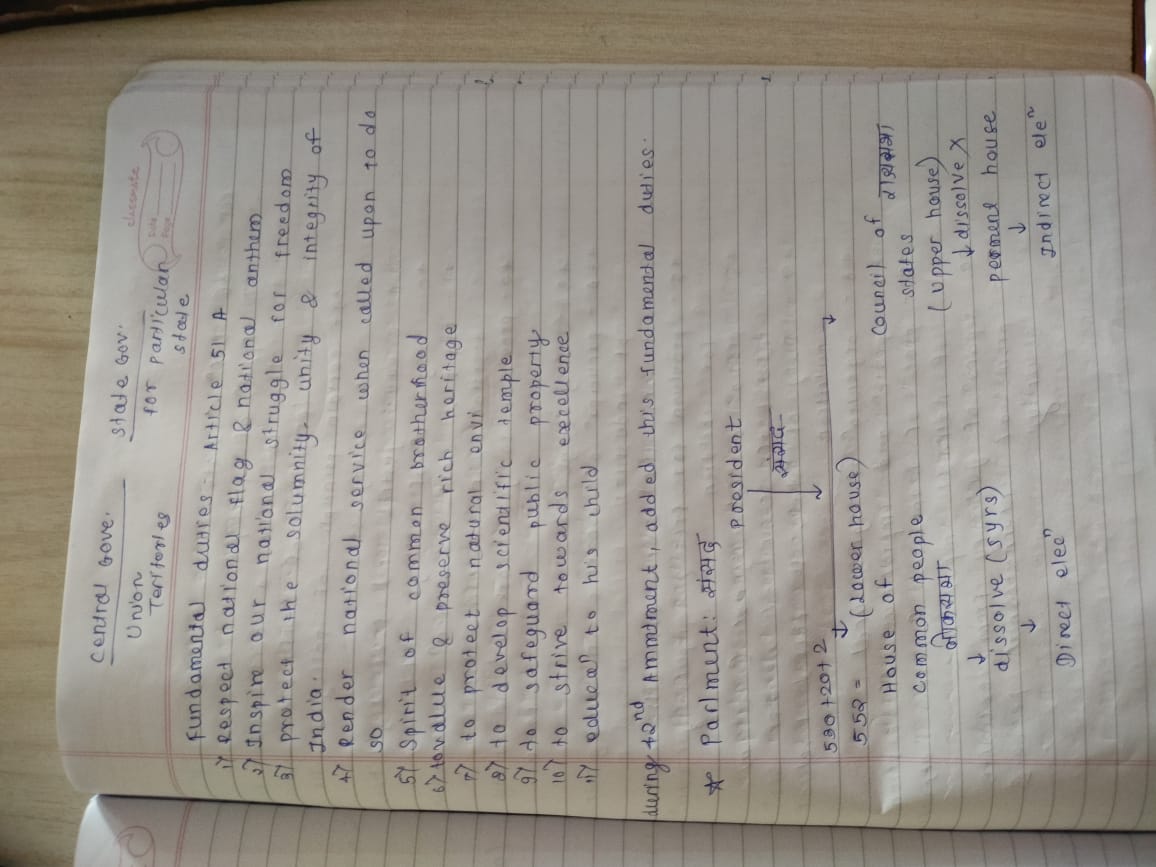 classmate
Date
Page
Central Gove. State Gov.
Union for particular
Teritories state
Fundamental dutres - Article 51 A
1) Respect national flag & national anthem
2) Inspire our national struggle for freedom
3) protect the solumnity, unity & integrity of
India.
4) Render national service when called upon to do
so
5) Spirit of common brotherhood
6) to value & preserve rich heritage
7) to protect natural envi
8) to develop scientific temple
9) to safeguard public property
10) to strive towards excellence
11) educan to his child
during 42nd Ammdment, added this fundamental duties.
* Parlment: संसद
President
संसद
530+20+2
552 - (Lower house)
House of Council of राज्यसभा
common people states
लोकसभा (upper house)
↓ ↓ dissolve X
dissolve (5yrs) perment house
↓ ↓
Direct eleen Indirect elen